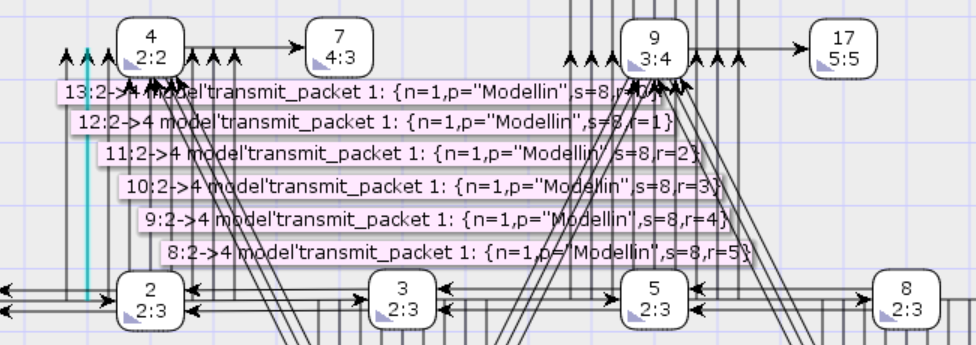 4
2:2
7
4:3
9
3:4
17
5:5
13:2->4 model'transmit_packet 1: {n=1,p="Modellin",s=8,r=0}
12:2->4 model'transmit_packet 1: {n=1,p="Modellin",s=8,r=1}
11:2->4 model'transmit_packet 1: {n=1,p="Modellin",s=8,r=2}
10:2->4 model'transmit_packet 1: {n=1,p="Modellin",s=8,r=3}
9:2->4 model'transmit_packet 1: {n=1,p="Modellin",s=8,r=4}
8:2->4 model'transmit_packet 1: {n=1,p="Modellin",s=8,r=5}
2
2:3
3
2:3
5
2:3
8
2:3